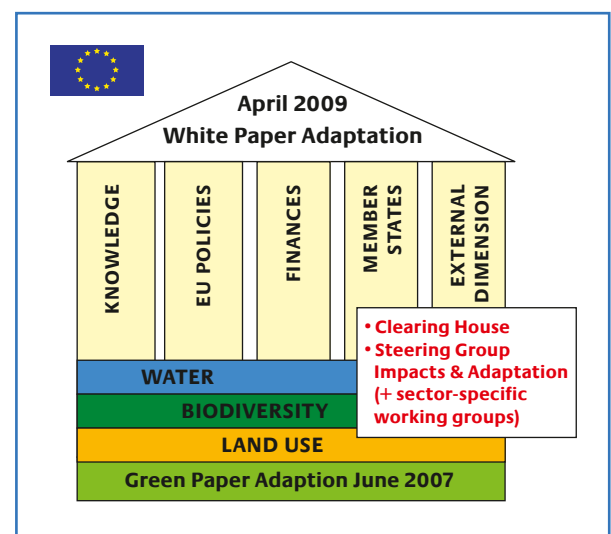 April 2009
White Paper Adaptation
KNOWLEDGE
EU POLICIES
FINANCES
MEMBER
STATES
EXTERNAL
DIMENSION
• Clearing House
• Steering Group
Impacts & Adaptation
(+ sector-specific
working groups)
WATER
BIODIVERSITY
LAND USE
Green Paper Adaption June 2007